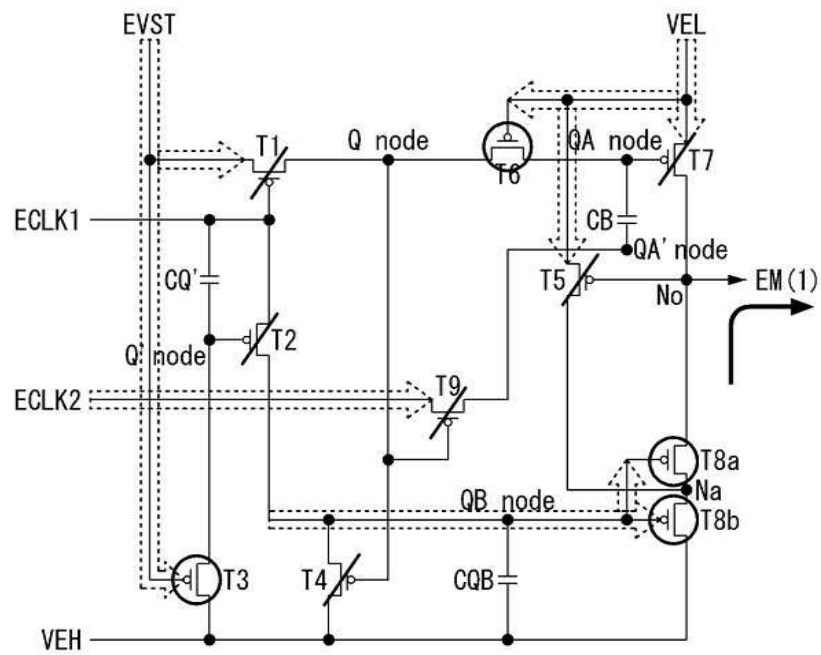 EVST
VEL
T1
Q node
QA node
T7
T6
ECLK1
CB
CQ'
QA' node
T5
No
EM(1)
Q' node
T2
ECLK2
T9
T8a
QB node
Na
T8b
T3
T4
CQB
VEH